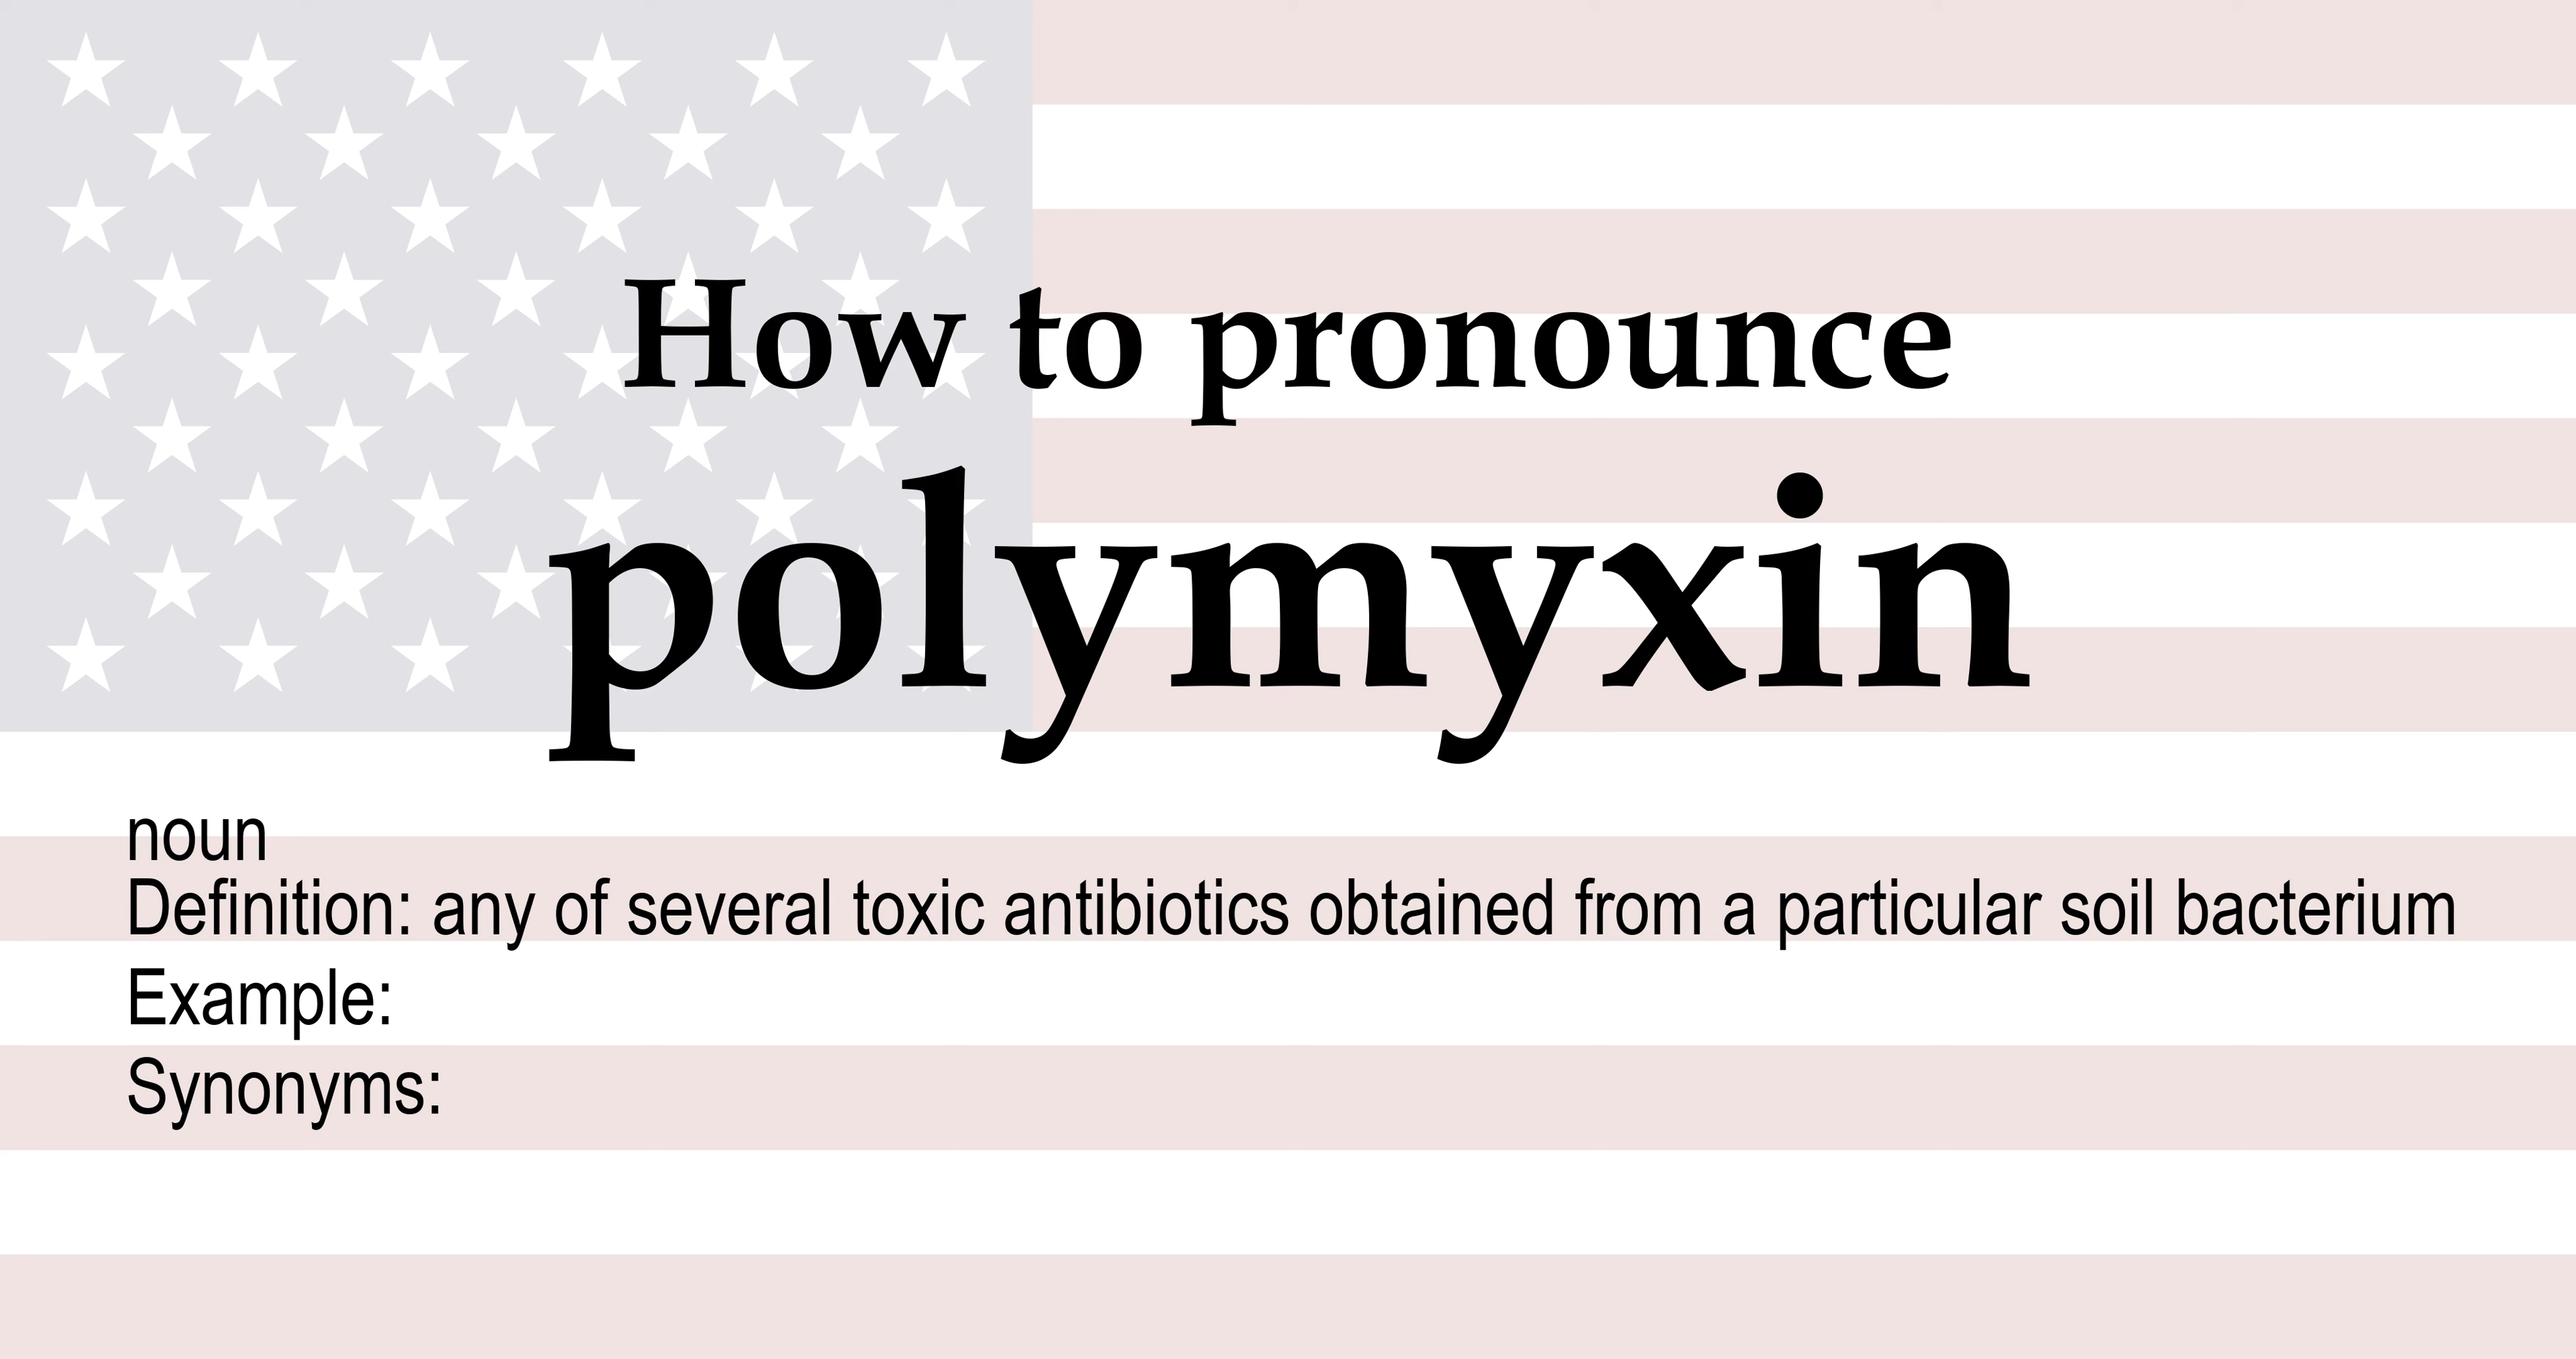 How to pronounce
polymyxin
noun
Definition: any of several toxic antibiotics obtained from a particular soil bacterium
Example:
Synonyms: